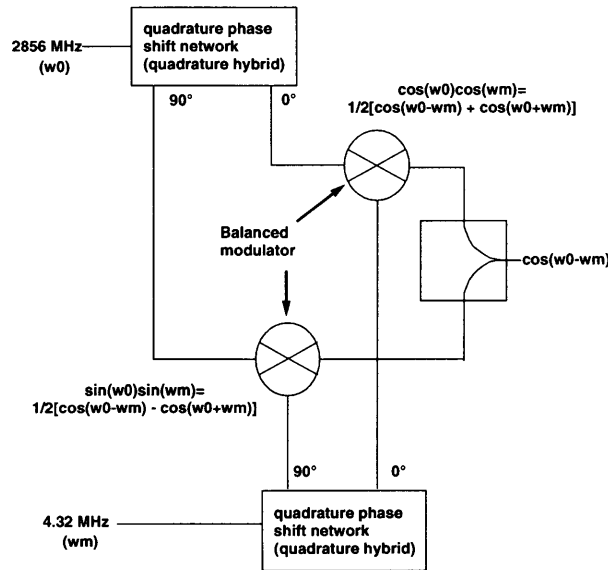 quadrature phase
shift network
(quadrature hybrid)
2856 MHz
(w0)
90°
0°
cos(w0)cos(wm)=
1/2[cos(w0-wm) + cos(w0+wm)]
Balanced
modulator
cos(w0-wm)
sin(w0)sin(wm)=
1/2[cos(w0-wm) - cos(w0+wm)]
90°
0°
4.32 MHz
(wm)
quadrature phase
shift network
(quadrature hybrid)